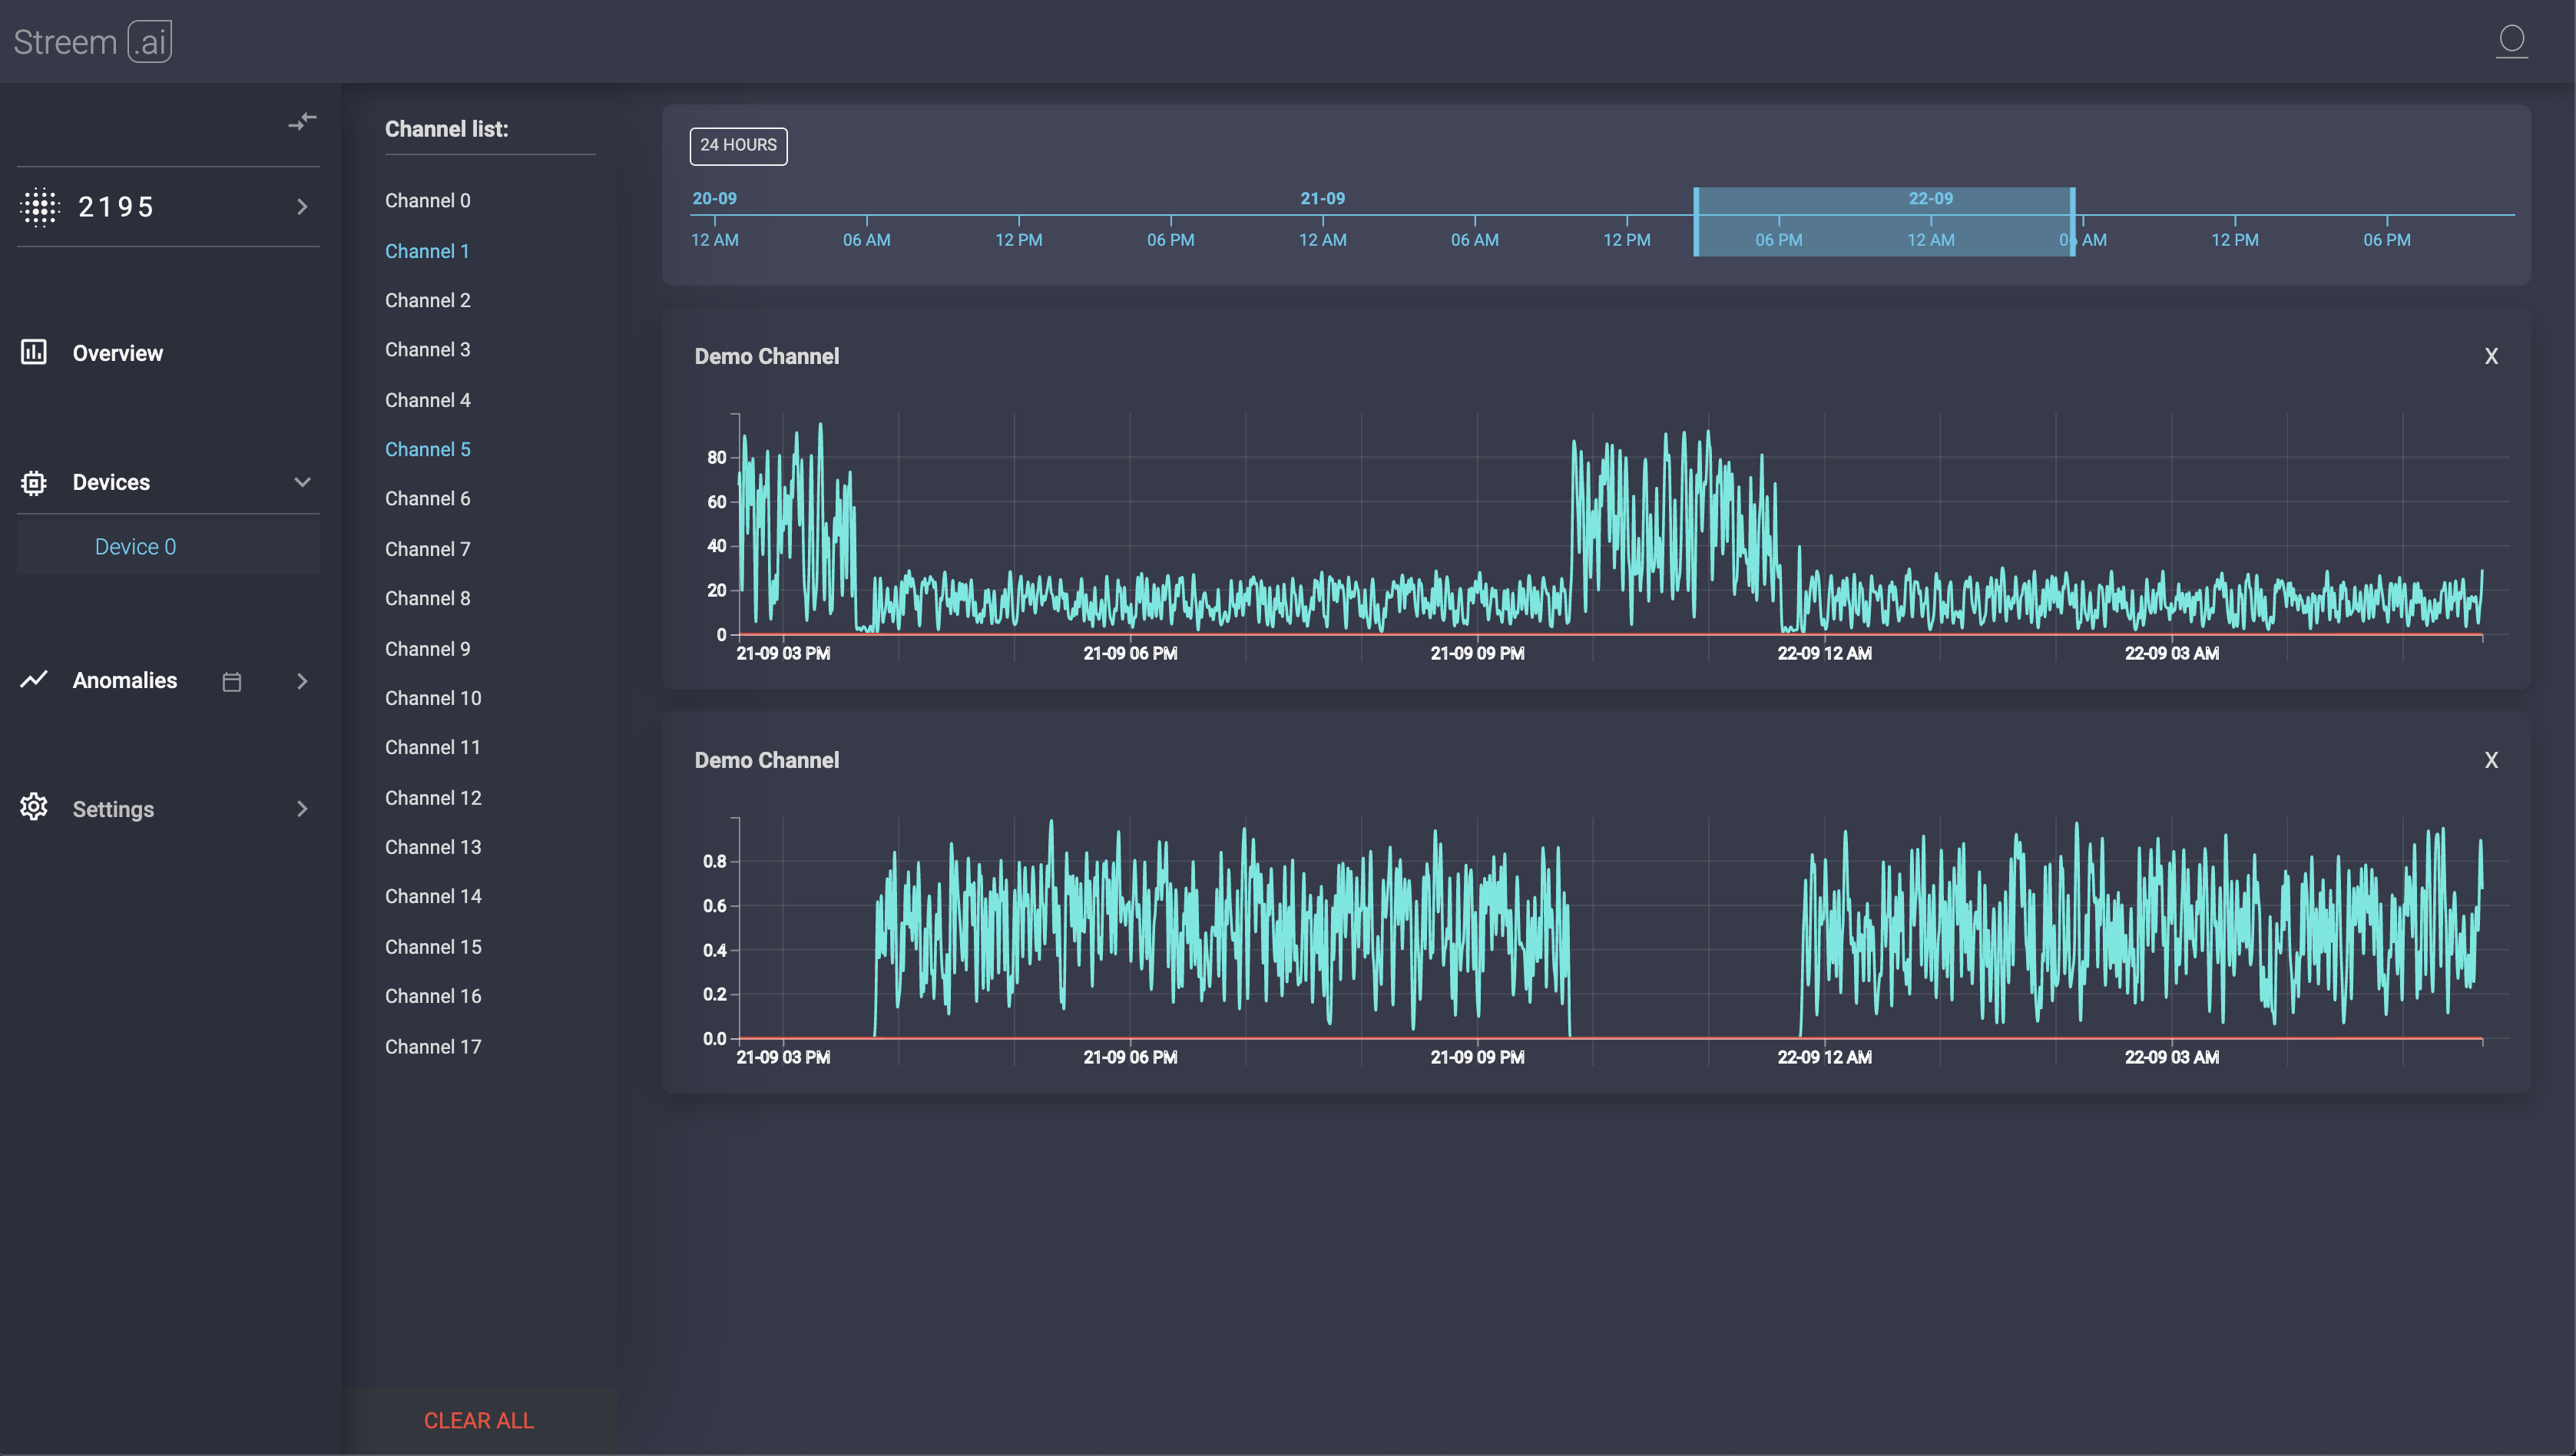 Streem .ai
2195
Overview
Devices
Device 0
Anomalies
Settings
Channel list:
Channel 0
Channel 1
Channel 2
Channel 3
Channel 4
Channel 5
Channel 6
Channel 7
Channel 8
Channel 9
Channel 10
Channel 11
Channel 12
Channel 13
Channel 14
Channel 15
Channel 16
Channel 17
CLEAR ALL
24 HOURS
20-09 21-09 22-09
12 AM 06 AM 12 PM 06 PM 12 AM 06 AM 12 PM 06 PM 12 AM 06 AM 12 PM 06 PM
Demo Channel X
80
60
40
20
0
21-09 03 PM 21-09 06 PM 21-09 09 PM 22-09 12 AM 22-09 03 AM
Demo Channel X
0.8
0.6
0.4
0.2
0.0
21-09 03 PM 21-09 06 PM 21-09 09 PM 22-09 12 AM 22-09 03 AM